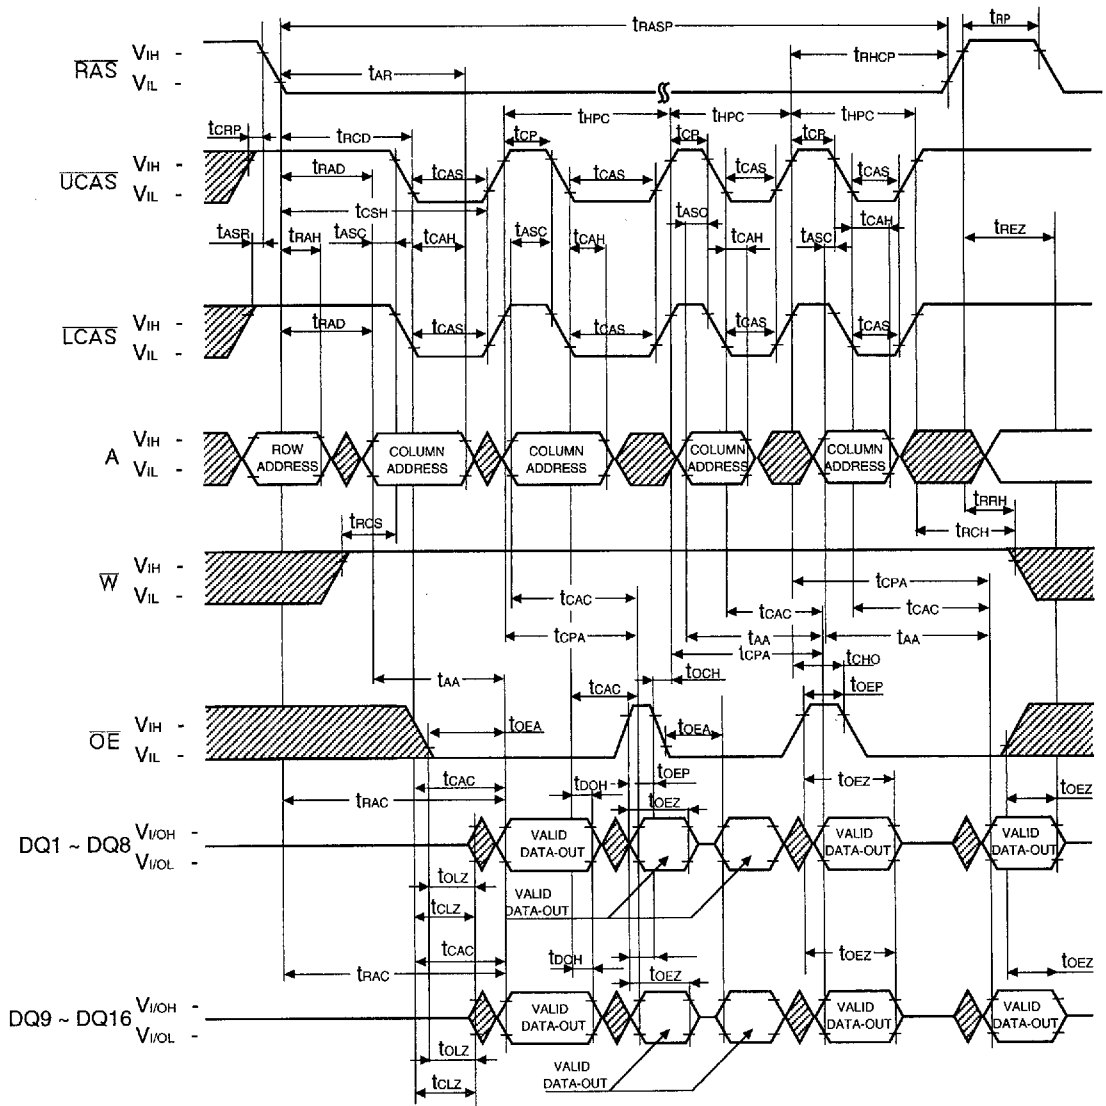 tRASP tRP
RAS VIH - tRHCP
VIL - tAR
tCRP tRCD tHPC tHPC tHPC
tCP tCP tCP
UCAS VIH - tRAD tCAS tCAS tCAS tCAS
VIL - tCSH
tASR tRAH tASC tCAH tASC tCAH tASC tCAH tASC tCAH tREZ
LCAS VIH - tRAD tCAS tCAS tCAS tCAS
VIL -
A VIH - ROW ADDRESS COLUMN ADDRESS COLUMN ADDRESS COLUMN ADDRESS COLUMN ADDRESS
VIL -
tRCS tRRH
tRCH
W VIH - tCPA
VIL - tCAC tCAC tCAC
tCPA tAA tAA
tCPA tCHO
tAA tCAC tOCH tOEP
OE VIH - tOEA tOEA
VIL -
tCAC tDOH tOEP tOEZ
tRAC tOEZ tOEZ
DQ1 ~ DQ8 VI/OH - VALID DATA-OUT VALID DATA-OUT VALID DATA-OUT
VI/OL -
tOLZ VALID DATA-OUT
tCLZ
tCAC tDOH tOEZ tOEZ
tRAC tOEZ
DQ9 ~ DQ16 VI/OH - VALID DATA-OUT VALID DATA-OUT VALID DATA-OUT
VI/OL -
tOLZ VALID DATA-OUT
tCLZ